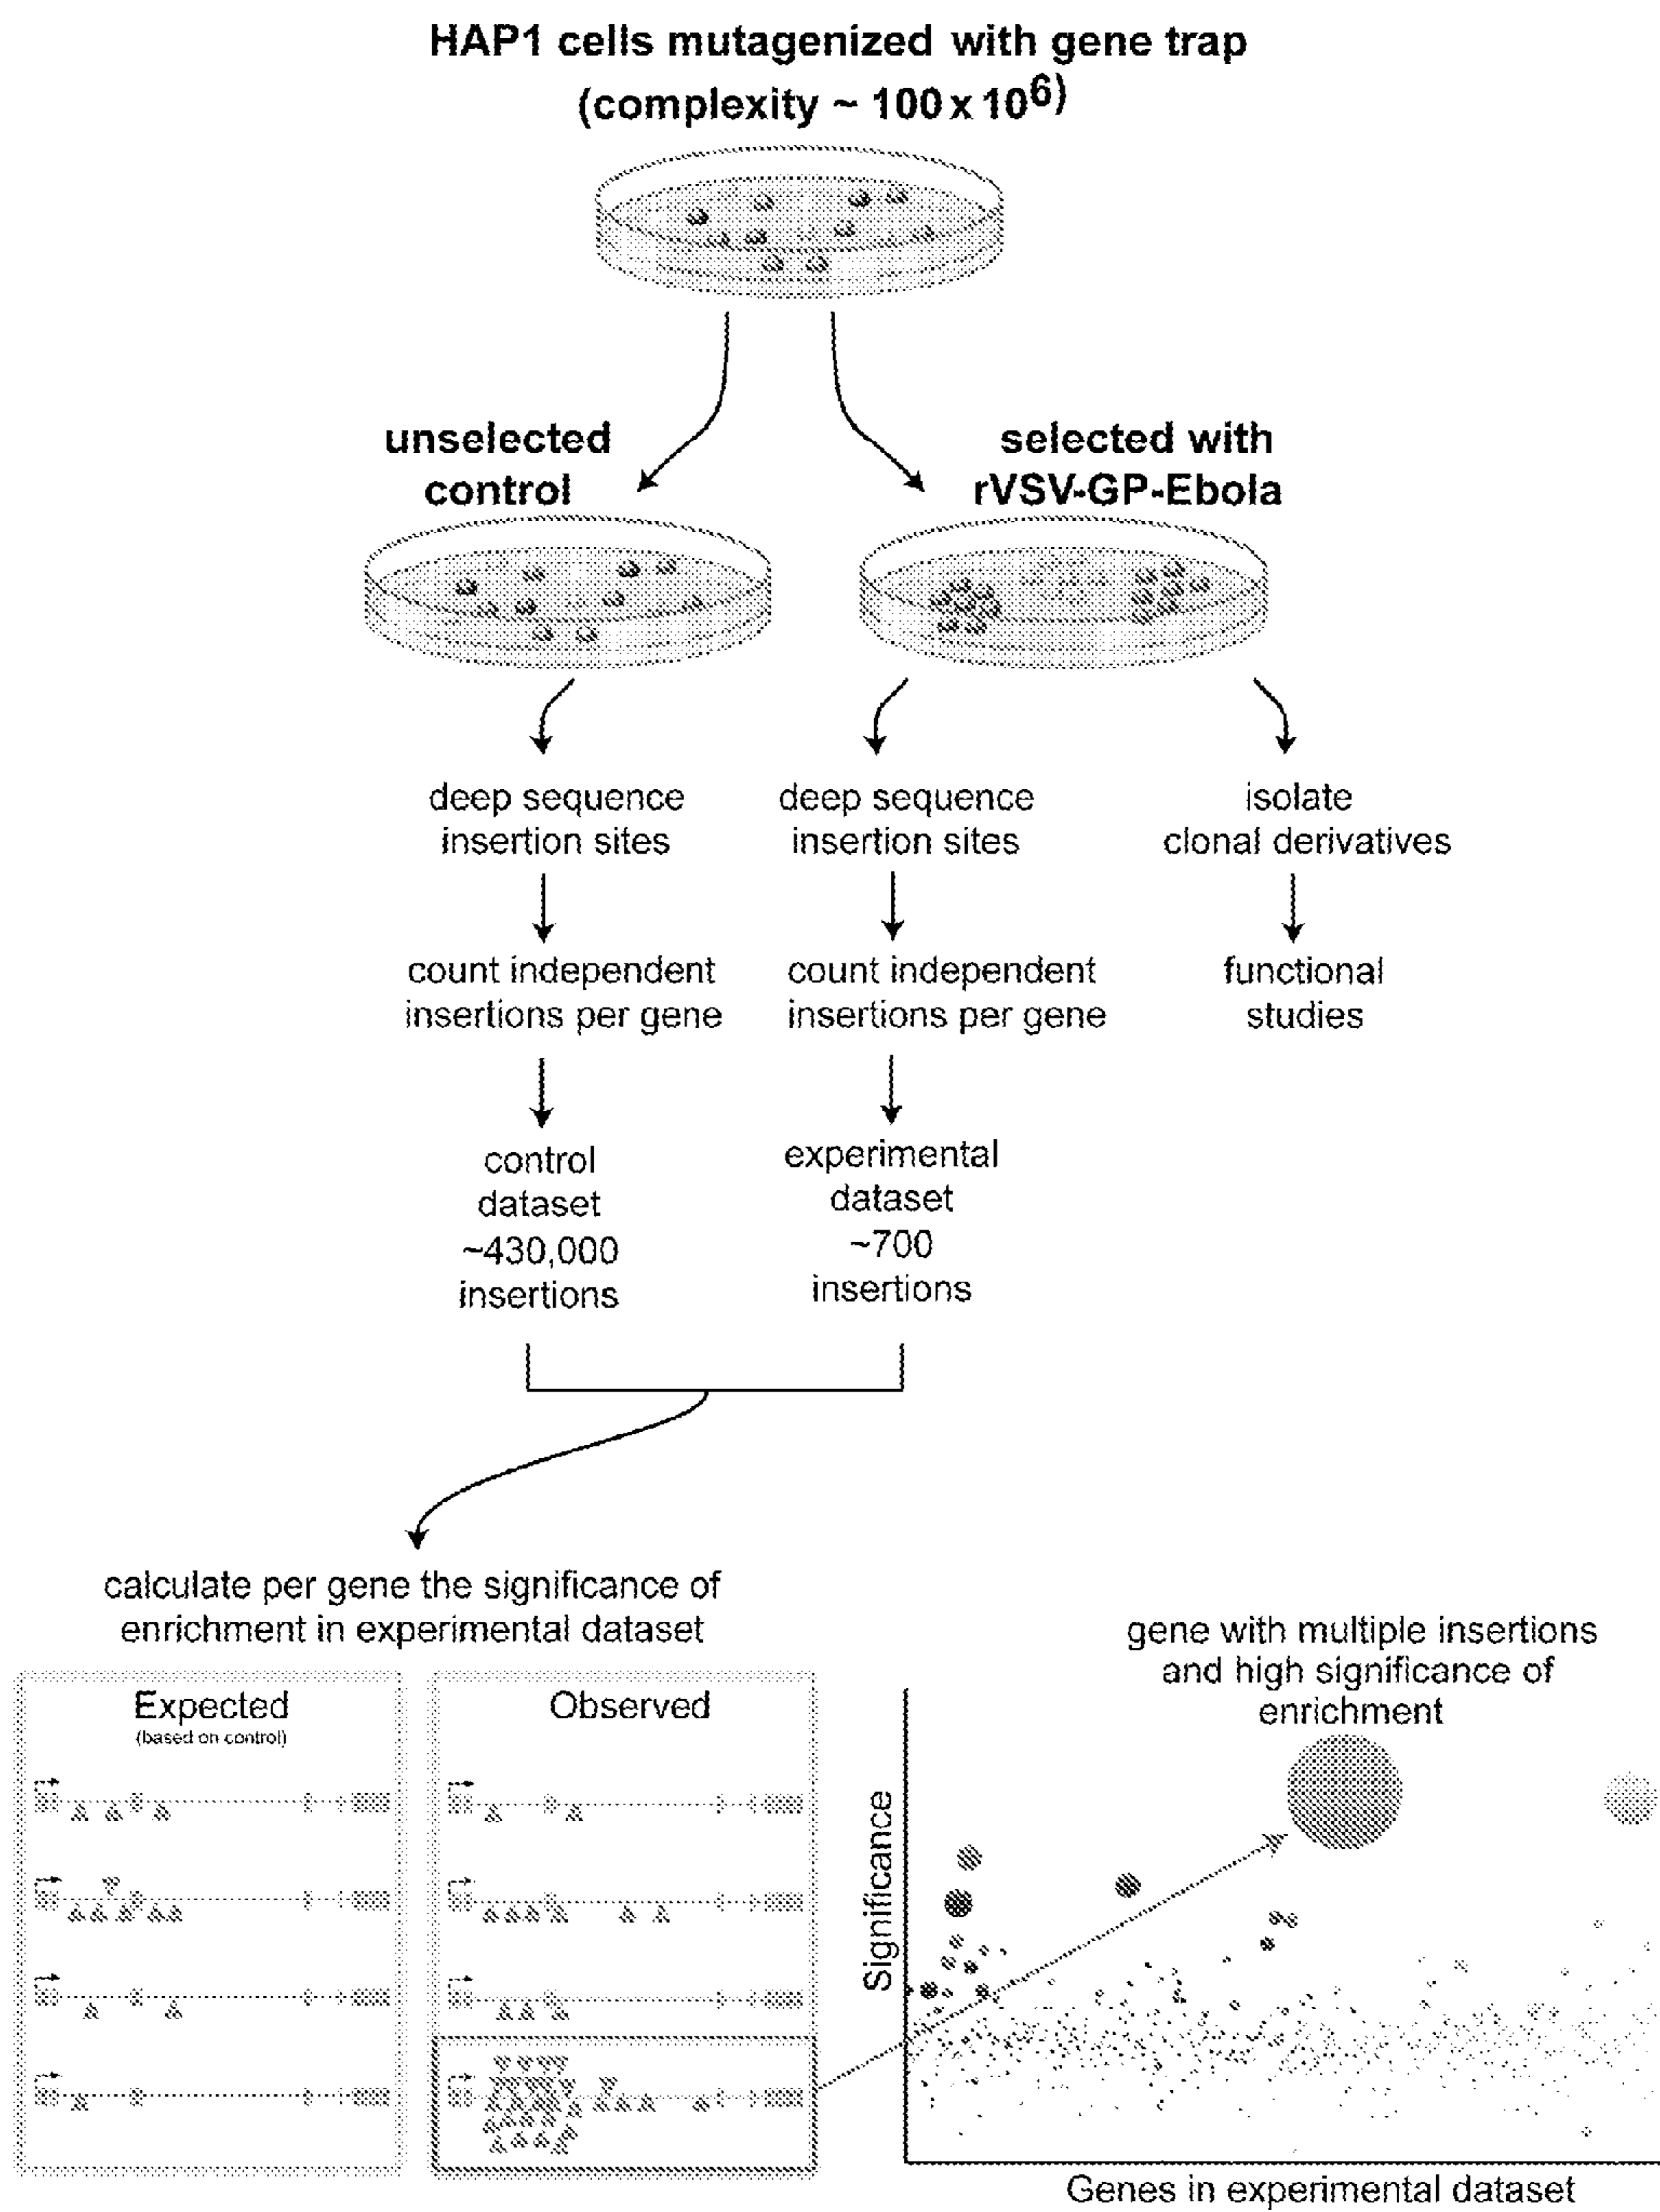 HAP1 cells mutagenized with gene trap
(complexity ~ 100 x 10⁶)
unselected
control
selected with
rVSV-GP-Ebola
deep sequence
insertion sites
deep sequence
insertion sites
isolate
clonal derivatives
count independent
insertions per gene
count independent
insertions per gene
functional
studies
control
dataset
~430,000
insertions
experimental
dataset
~700
insertions
calculate per gene the significance of
enrichment in experimental dataset
Expected
(based on control)
Observed
gene with multiple insertions
and high significance of
enrichment
Significance
Genes in experimental dataset